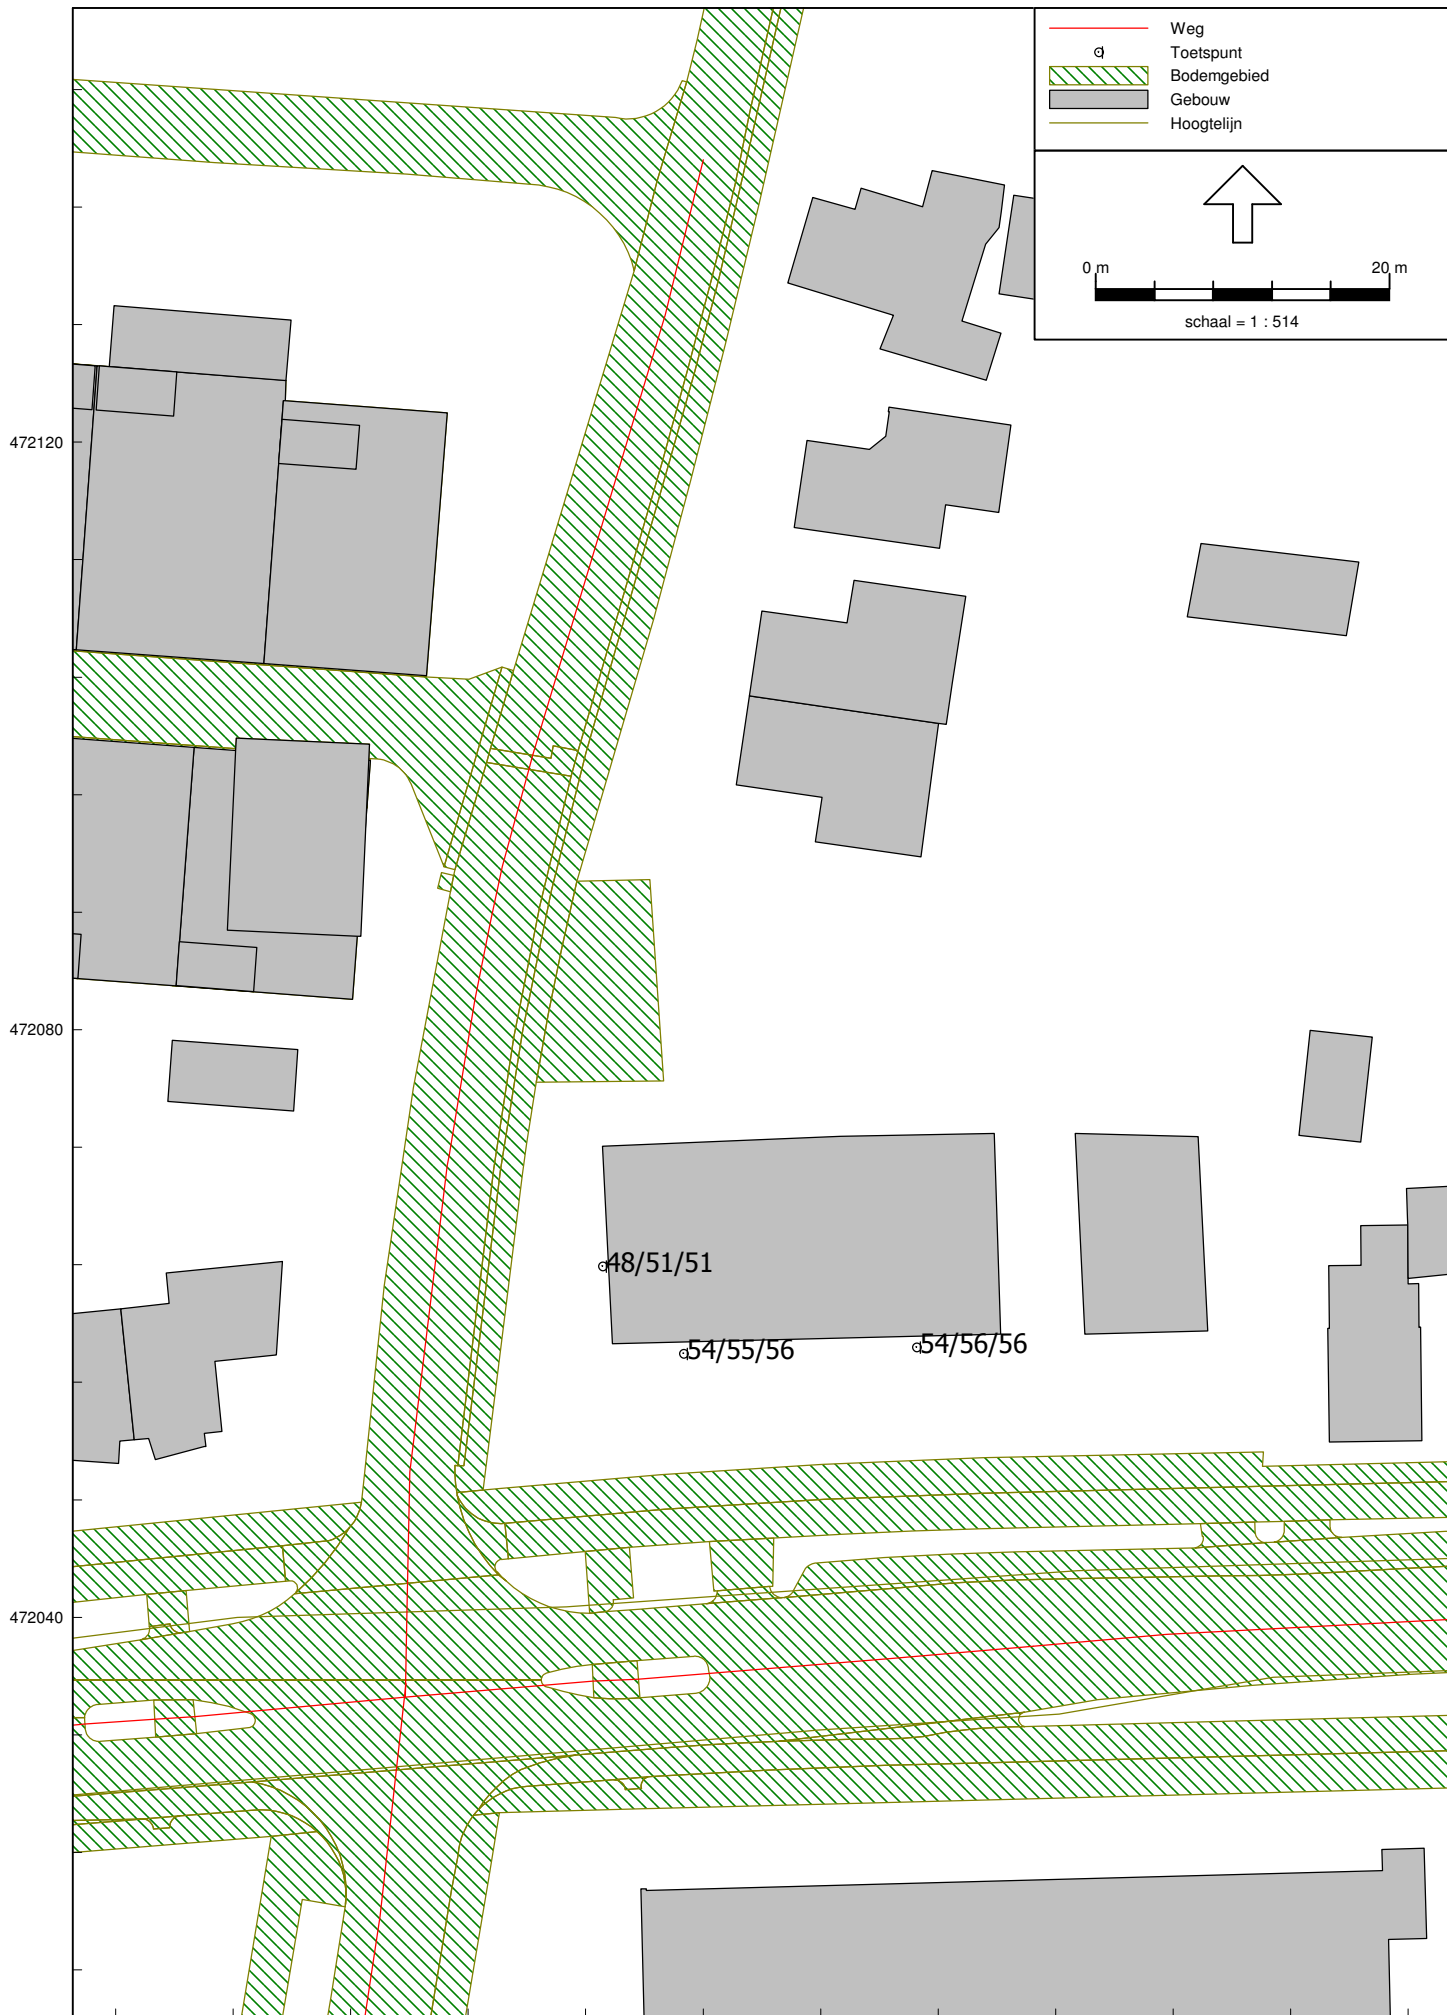 Weg
Toetspunt
Bodemgebied
Gebouw
Hoogtelijn
0 m 20 m
schaal = 1 : 514
472120
472080
48/51/51
54/55/56
54/56/56
472040